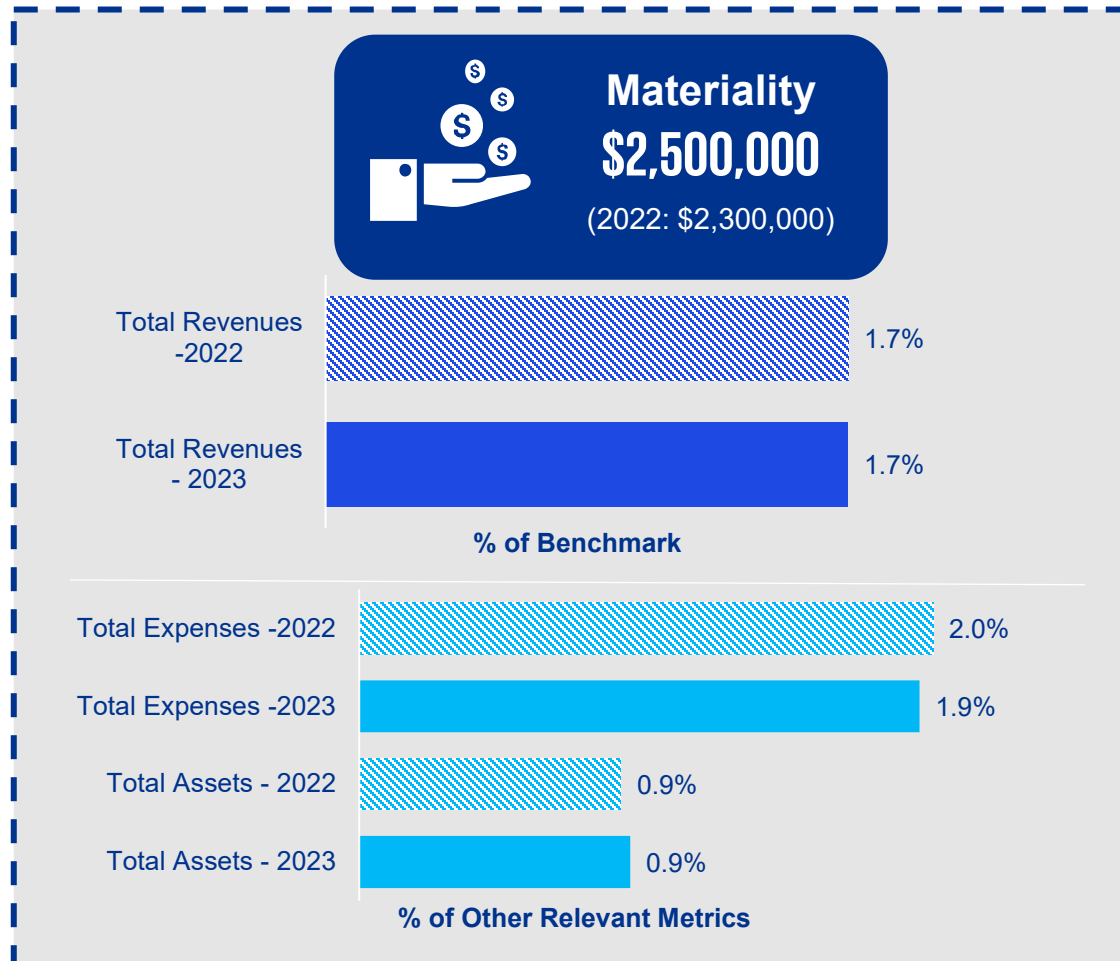 $
$
$
$
Materiality
$2,500,000
(2022: $2,300,000)
Total Revenues
-2022
1.7%
Total Revenues
- 2023
1.7%
% of Benchmark
Total Expenses -2022
2.0%
Total Expenses -2023
1.9%
Total Assets - 2022
0.9%
Total Assets - 2023
0.9%
% of Other Relevant Metrics